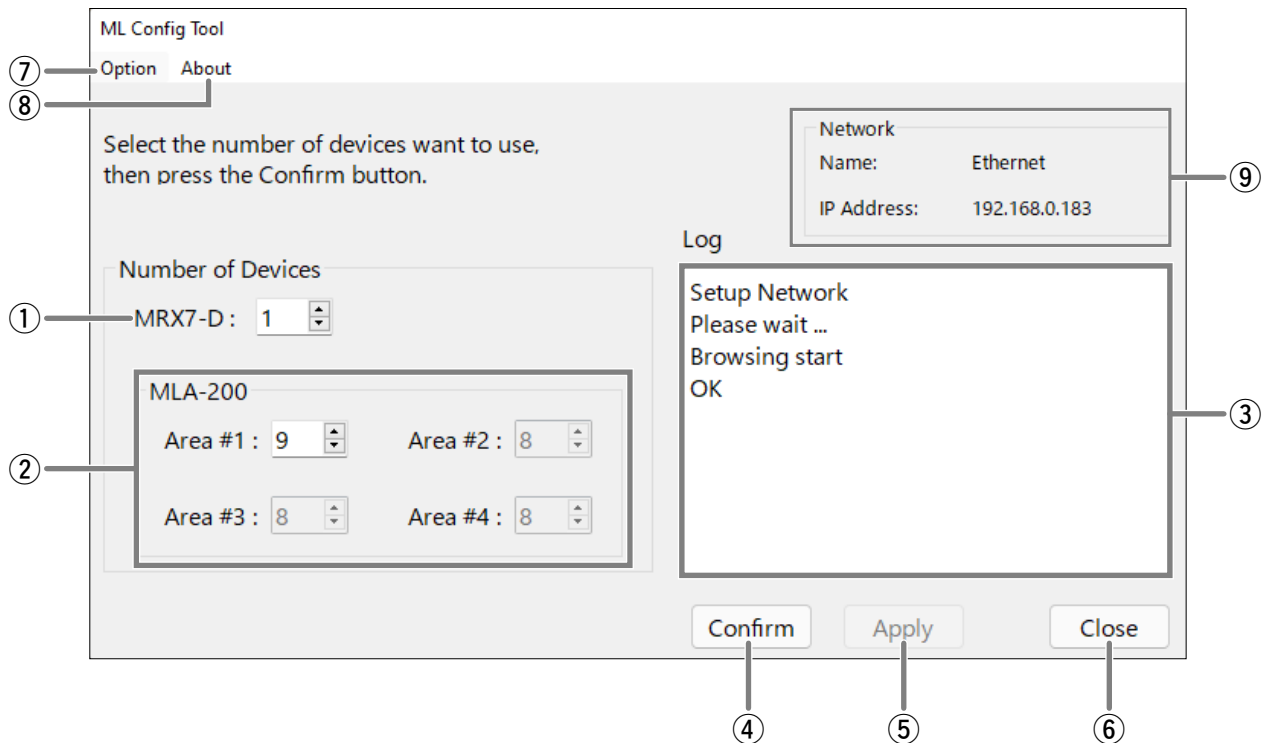 ML Config Tool
⑦ Option About
⑧
Select the number of devices want to use,
then press the Confirm button.
Network
Name: Ethernet
IP Address: 192.168.0.183
⑨
Number of Devices
① MRX7-D : 1
② MLA-200
Area #1 : 9 Area #2 : 8
Area #3 : 8 Area #4 : 8
Log
Setup Network
Please wait ...
Browsing start
OK
③
Confirm Apply Close
④ ⑤ ⑥